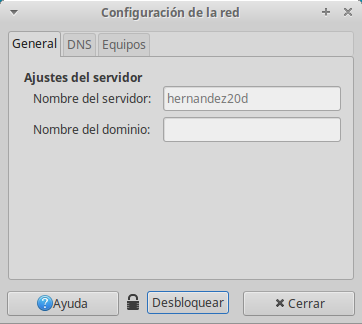 Configuración de la red
General DNS Equipos
Ajustes del servidor
Nombre del servidor: hernandez20d
Nombre del dominio:
Ayuda Desbloquear Cerrar